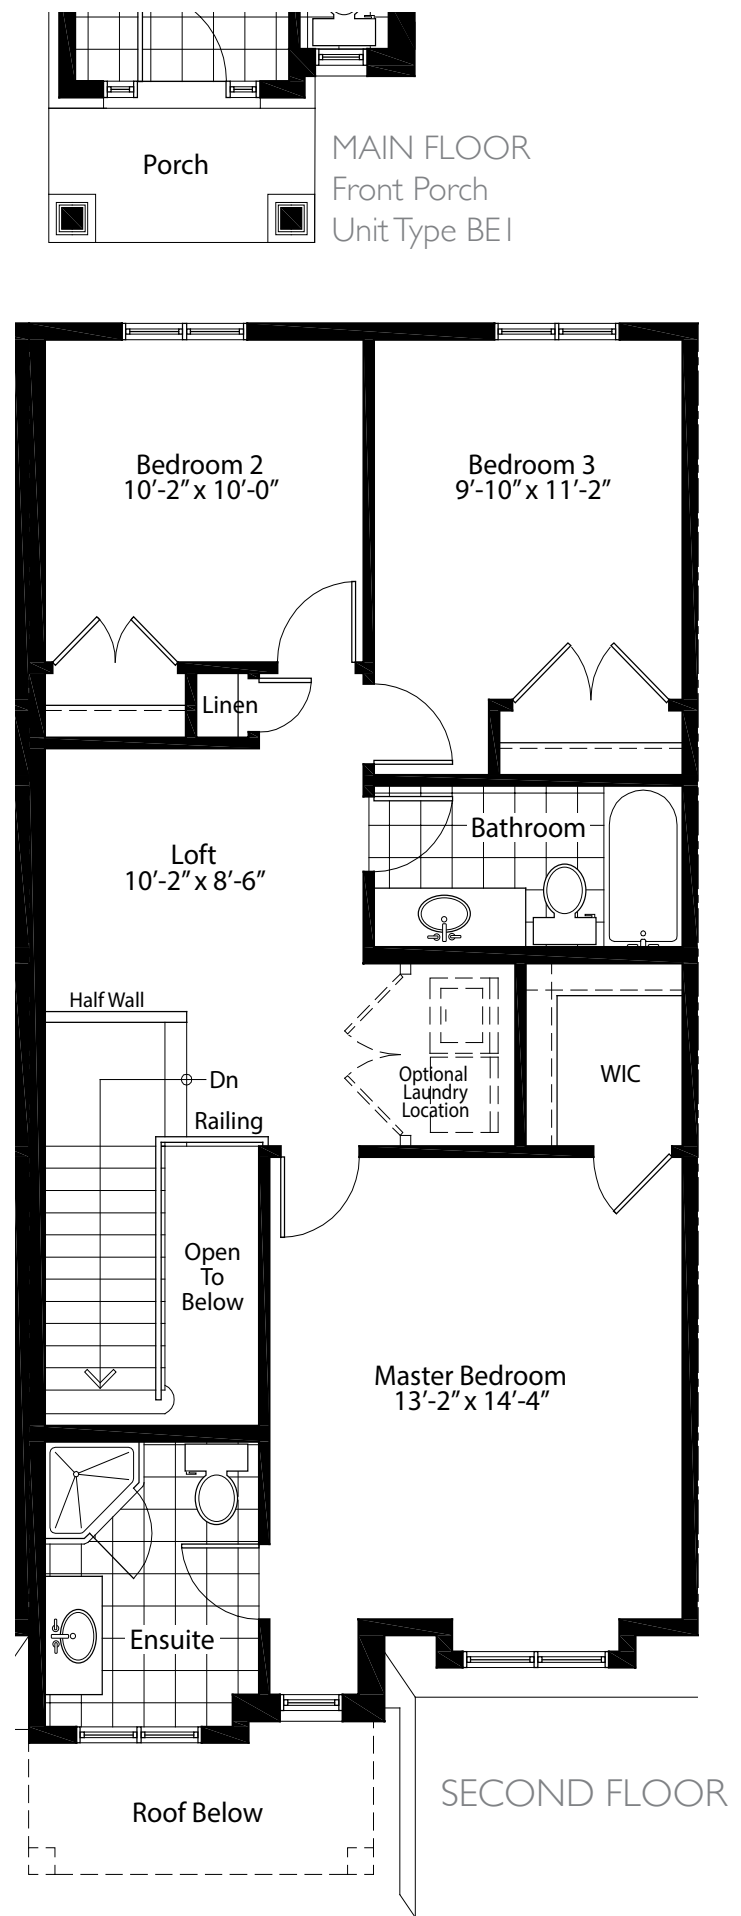 Porch
MAIN FLOOR
Front Porch
Unit Type BE1
Bedroom 2
10’-2” x 10’-0”
Bedroom 3
9’-10” x 11’-2”
Linen
Bathroom
Loft
10’-2” x 8’-6”
Half Wall
Dn
Railing
Optional
Laundry
Location
WIC
Open
To
Below
Master Bedroom
13’-2” x 14’-4”
Ensuite
Roof Below
SECOND FLOOR